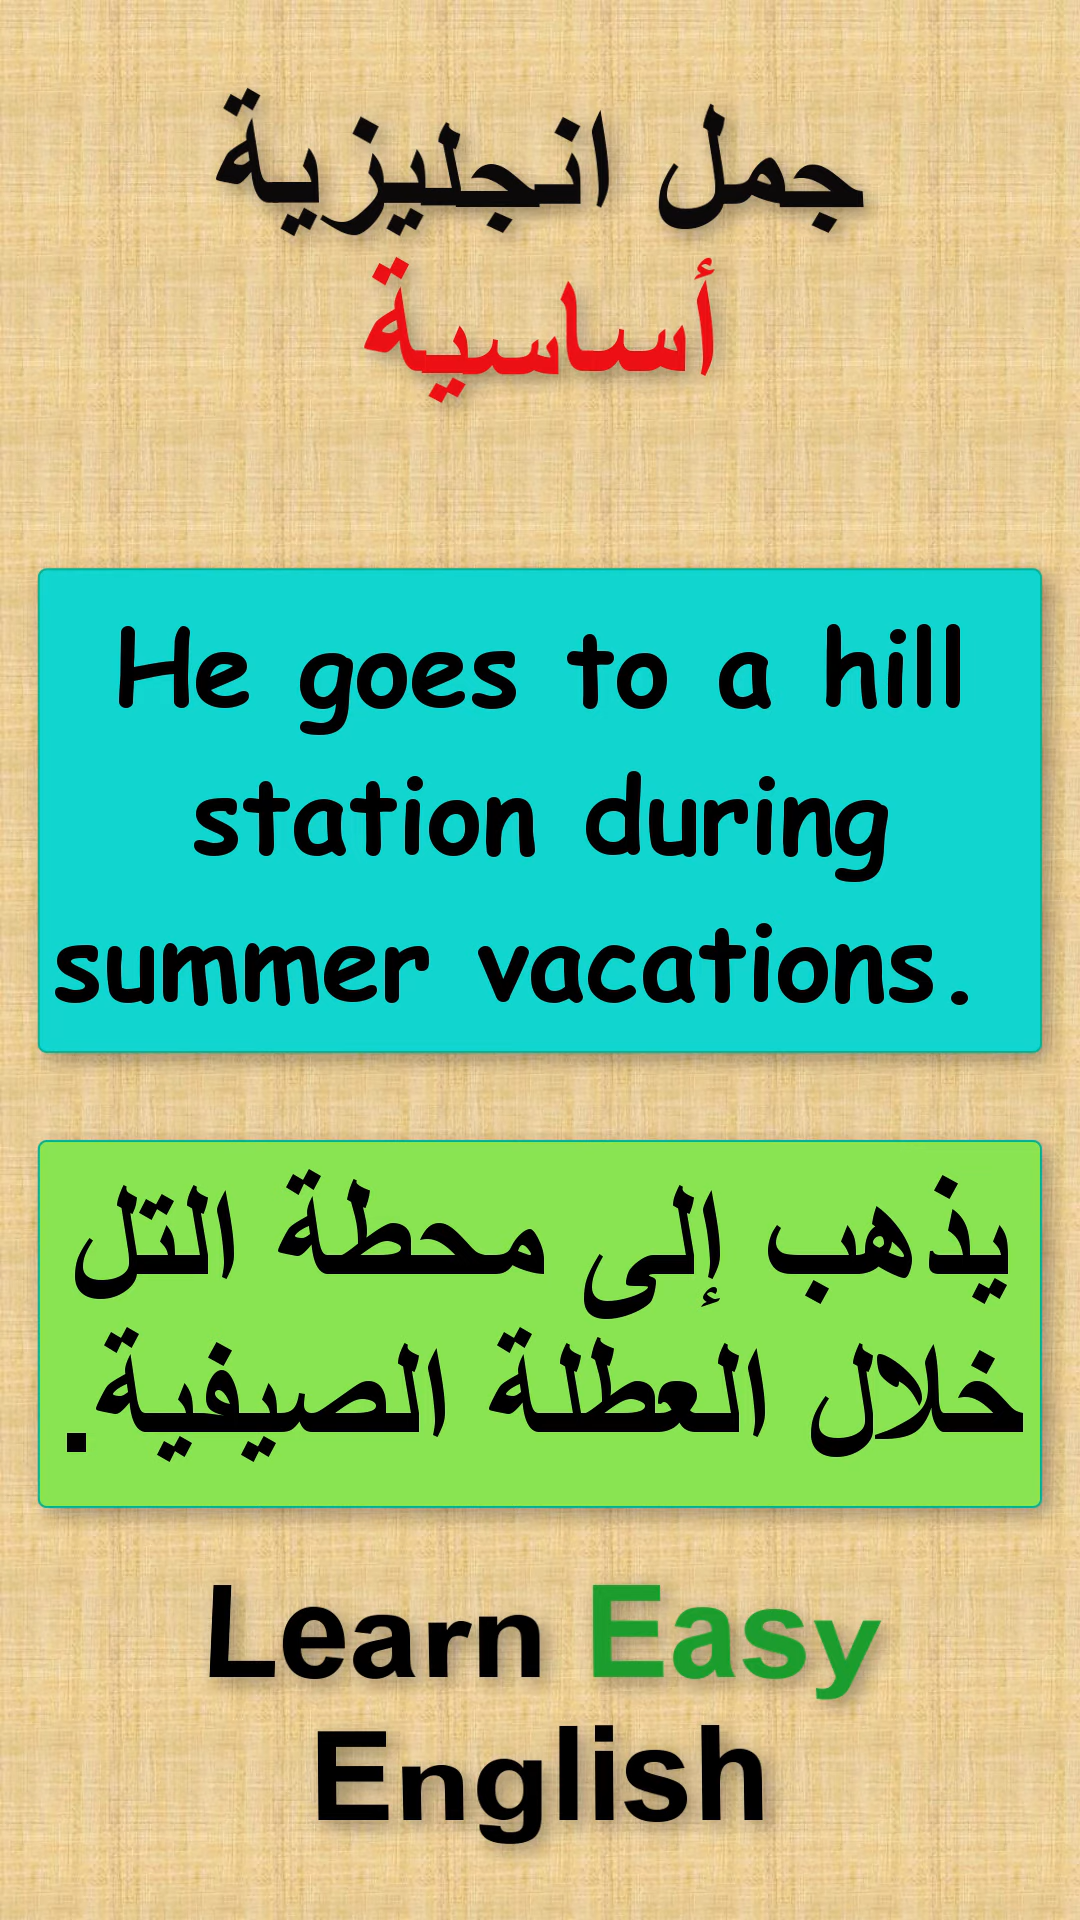 جمل انجليزية
أساسية
He goes to a hill
station during
summer vacations.
يذهب إلى محطة التل
خلال العطلة الصيفية.
Learn Easy
English